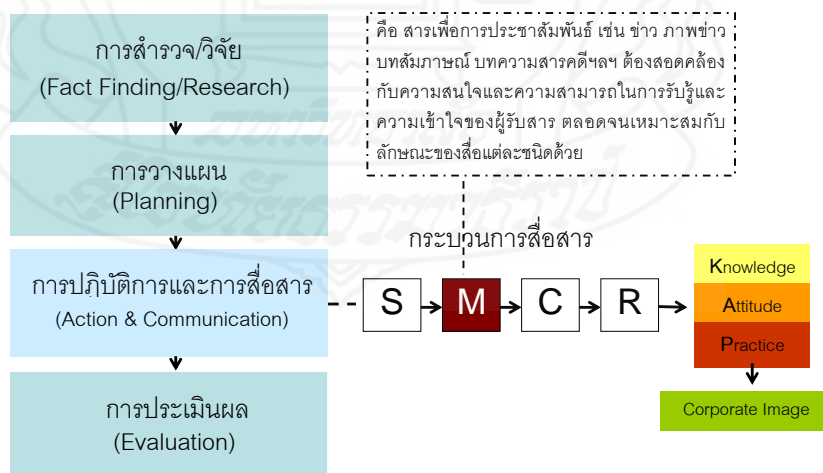 การสำรวจ/วิจัย
(Fact Finding/Research)
การวางแผน
(Planning)
การปฏิบัติการและการสื่อสาร
(Action & Communication)
การประเมินผล
(Evaluation)
คือ สารเพื่อการประชาสัมพันธ์ เช่น ข่าว ภาพข่าว
บทสัมภาษณ์ บทความสารคดีฯลฯ ต้องสอดคล้อง
กับความสนใจและความสามารถในการรับรู้และ
ความเข้าใจของผู้รับสาร ตลอดจนเหมาะสมกับ
ลักษณะของสื่อแต่ละชนิดด้วย
กระบวนการสื่อสาร
S M C R
Knowledge
Attitude
Practice
Corporate Image